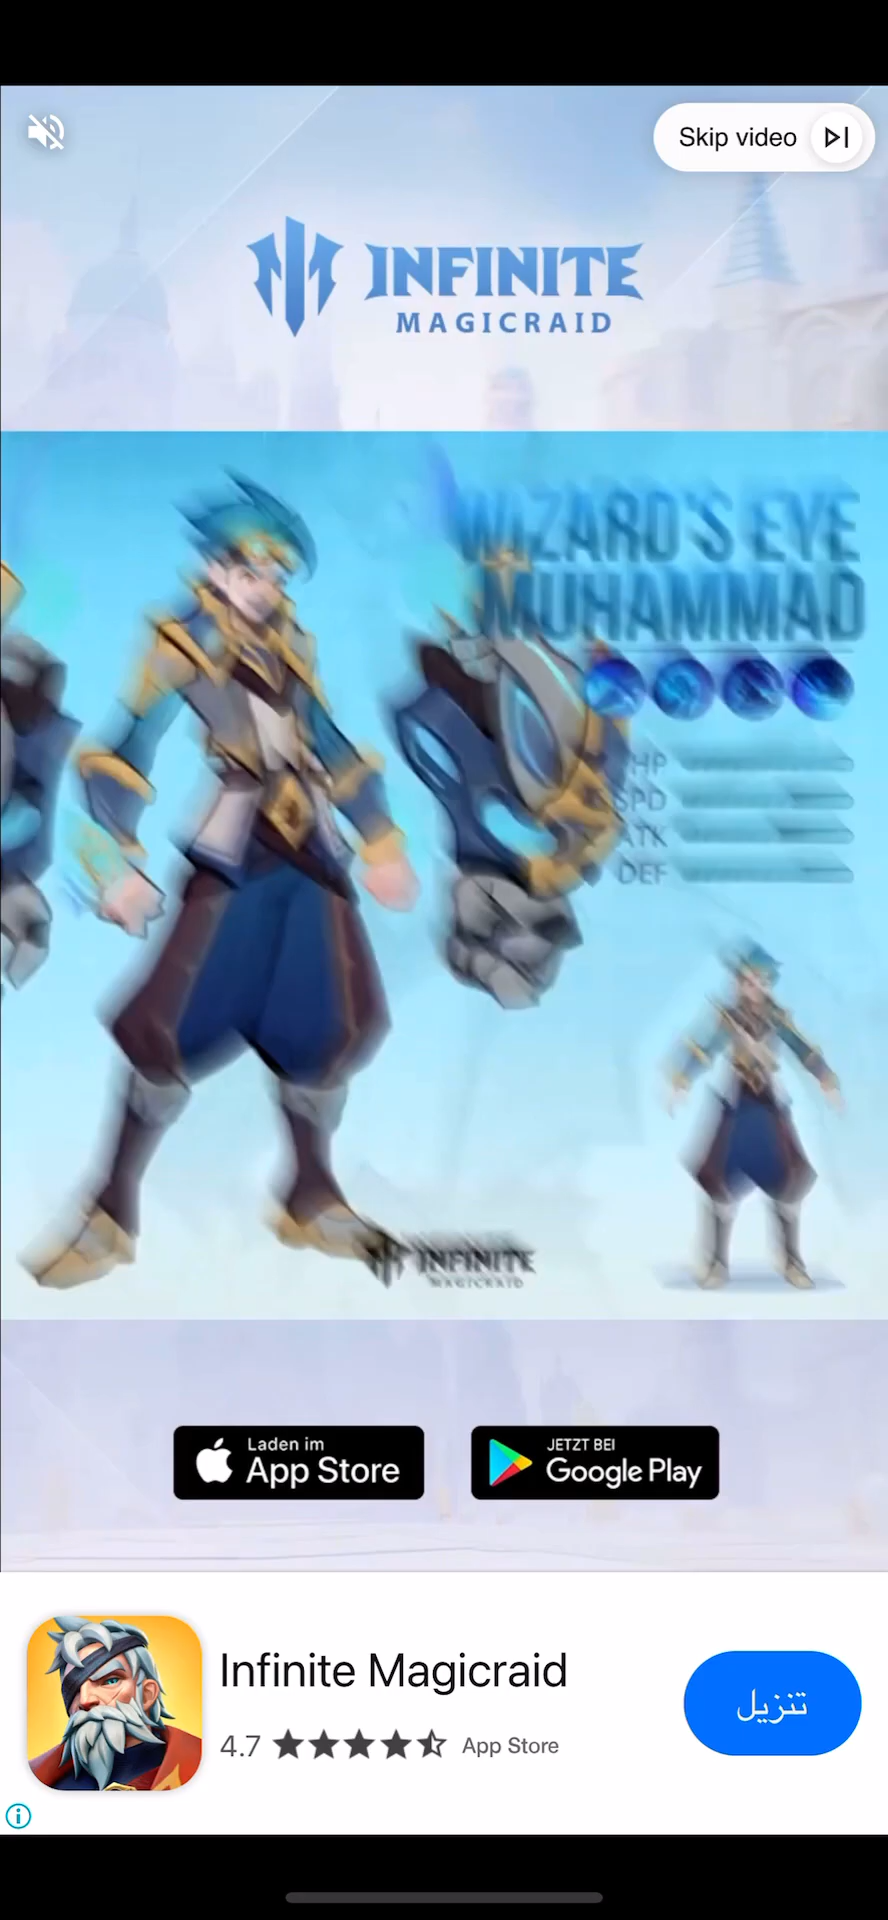 Skip video
INFINITE
MAGICRAID
WIZARD'S EYE
MUHAMMAD
HP
SPD
ATK
DEF
INFINITE
MAGICRAID
Laden im
App Store
JETZT BEI
Google Play
Infinite Magicraid
تنزيل
4.7
App Store